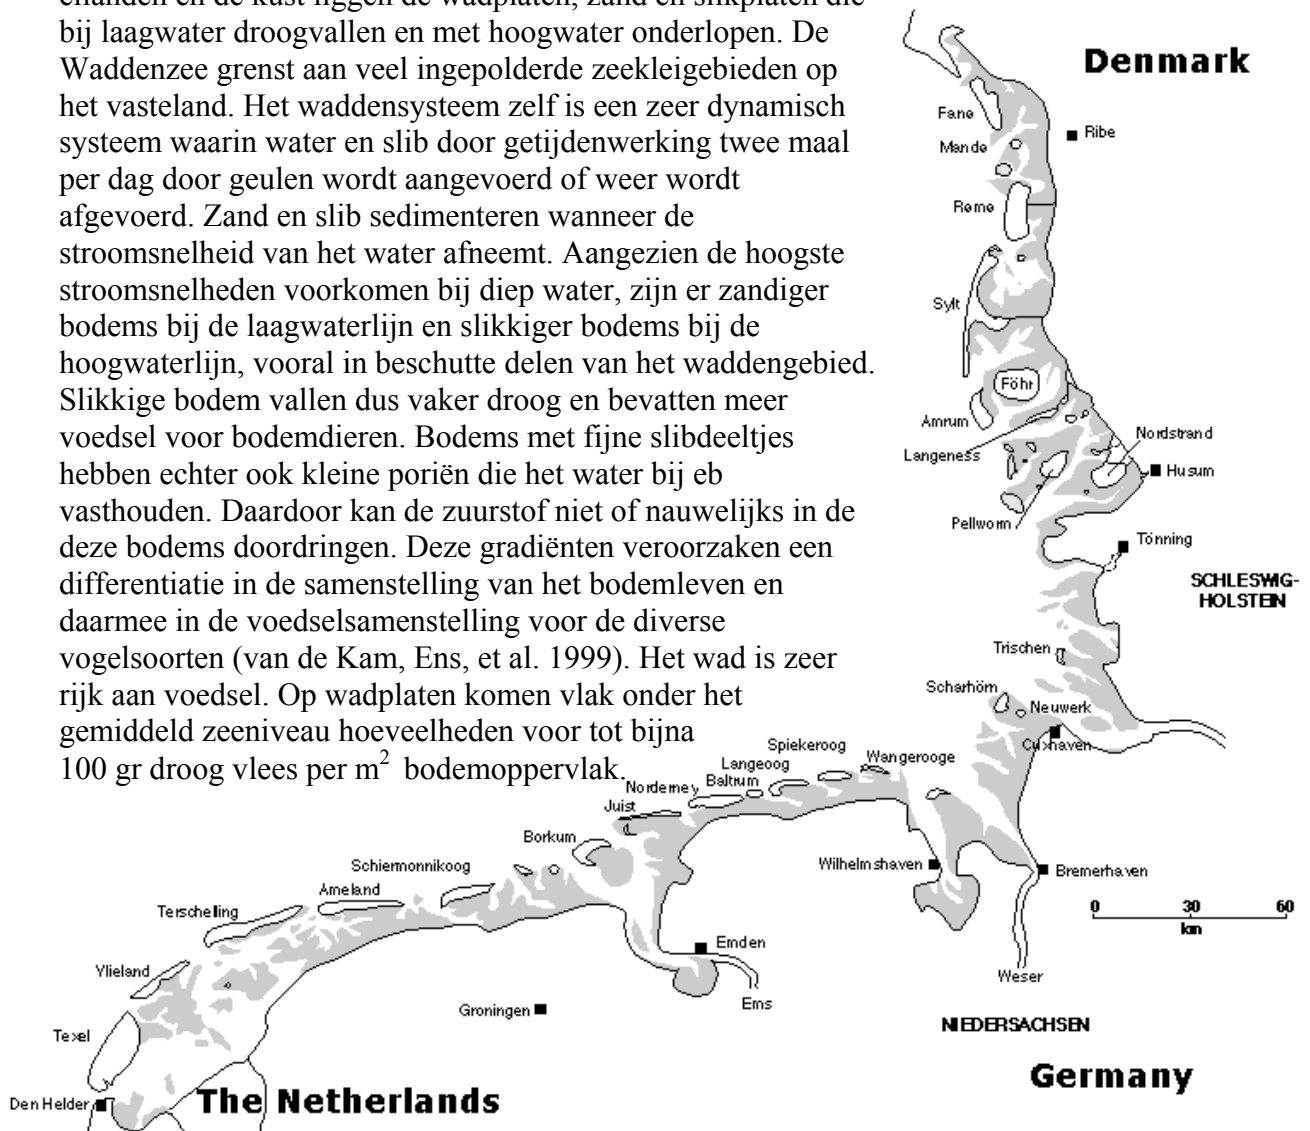 eilanden en de kust liggen de wadplaten, zand en slikplaten die
bij laagwater droogvallen en met hoogwater onderlopen. De
Waddenzee grenst aan veel ingepolderde zeekleigebieden op
het vasteland. Het waddensysteem zelf is een zeer dynamisch
systeem waarin water en slib door getijdenwerking twee maal
per dag door geulen wordt aangevoerd of weer wordt
afgevoerd. Zand en slib sedimenteren wanneer de
stroomsnelheid van het water afneemt. Aangezien de hoogste
stroomsnelheden voorkomen bij diep water, zijn er zandiger
bodems bij de laagwaterlijn en slikkiger bodems bij de
hoogwaterlijn, vooral in beschutte delen van het waddengebied.
Slikkige bodem vallen dus vaker droog en bevatten meer
voedsel voor bodemdieren. Bodems met fijne slibdeeltjes
hebben echter ook kleine poriën die het water bij eb
vasthouden. Daardoor kan de zuurstof niet of nauwelijks in de
deze bodems doordringen. Deze gradiënten veroorzaken een
differentiatie in de samenstelling van het bodemleven en
daarmee in de voedselsamenstelling voor de diverse
vogelsoorten (van de Kam, Ens, et al. 1999). Het wad is zeer
rijk aan voedsel. Op wadplaten komen vlak onder het
gemiddeld zeeniveau hoeveelheden voor tot bijna
100 gr droog vlees per m² bodemoppervlak.
Denmark
Fanø
Ribe
Mandø
Rømø
Sylt
Föhr
Amrum
Langeness
Nordstrand
Husum
Pellworm
Tönning
SCHLESWIG-
HOLSTEIN
Trischen
Scharhörn
Neuwerk
Cuxhaven
Spiekeroog
Wangerooge
Langeoog
Baltrum
Norderney
Juist
Borkum
Wilhelmshaven
Bremerhaven
Schiermonnikoog
Ameland
Terschelling
0 30 60
km
Emden
Vlieland
Weser
Ems
Groningen
NIEDERSACHSEN
Texel
Germany
Den Helder
The Netherlands